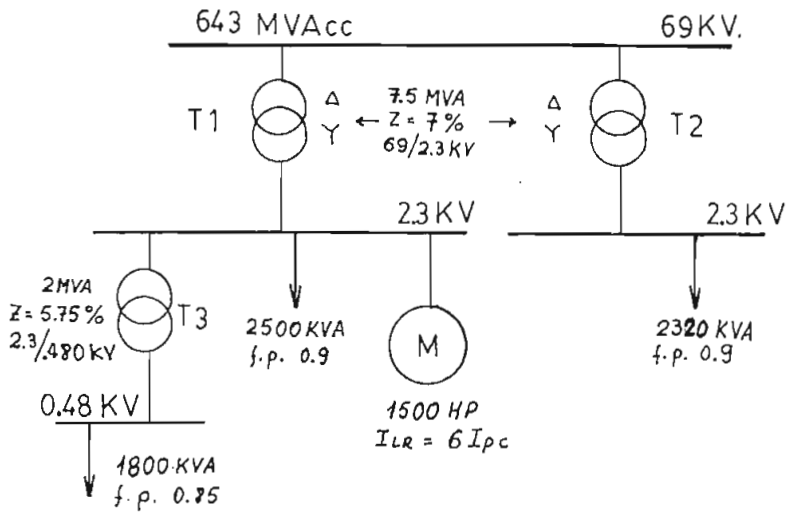 643 MVAcc
69KV.
T1
Δ
Y
7.5 MVA
← Z = 7 % →
69/2.3 KV
Δ
Y
T2
2.3 KV
2.3 KV
2MVA
Z = 5.75 %
2.3/.480 KV
T3
2500 KVA
f.p. 0.9
M
2320 KVA
f.p. 0.9
1500 HP
ILR = 6 Ipc
0.48 KV
1800 KVA
f.p. 0.85